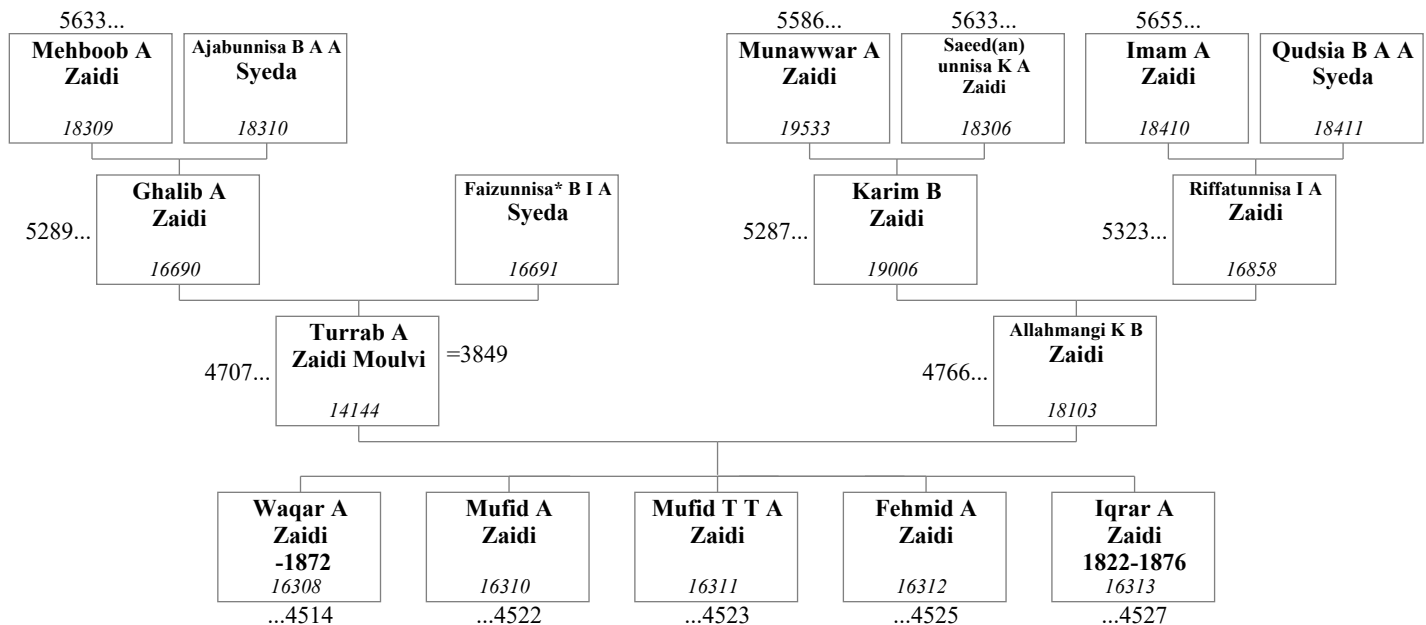 5633...
5586...
5633...
5655...
Mehboob A
Zaidi
18309
Ajabunnisa B A A
Syeda
18310
Munawwar A
Zaidi
19533
Saeed(an)
unnisa K A
Zaidi
18306
Imam A
Zaidi
18410
Qudsia B A A
Syeda
18411
5289...
Ghalib A
Zaidi
16690
Faizunnisa* B I A
Syeda
16691
5287...
Karim B
Zaidi
19006
5323...
Riffatunnisa I A
Zaidi
16858
4707...
Turrab A
Zaidi Moulvi
14144
=3849
4766...
Allahmangi K B
Zaidi
18103
Waqar A
Zaidi
-1872
16308
...4514
Mufid A
Zaidi
16310
...4522
Mufid T T A
Zaidi
16311
...4523
Fehmid A
Zaidi
16312
...4525
Iqrar A
Zaidi
1822-1876
16313
...4527